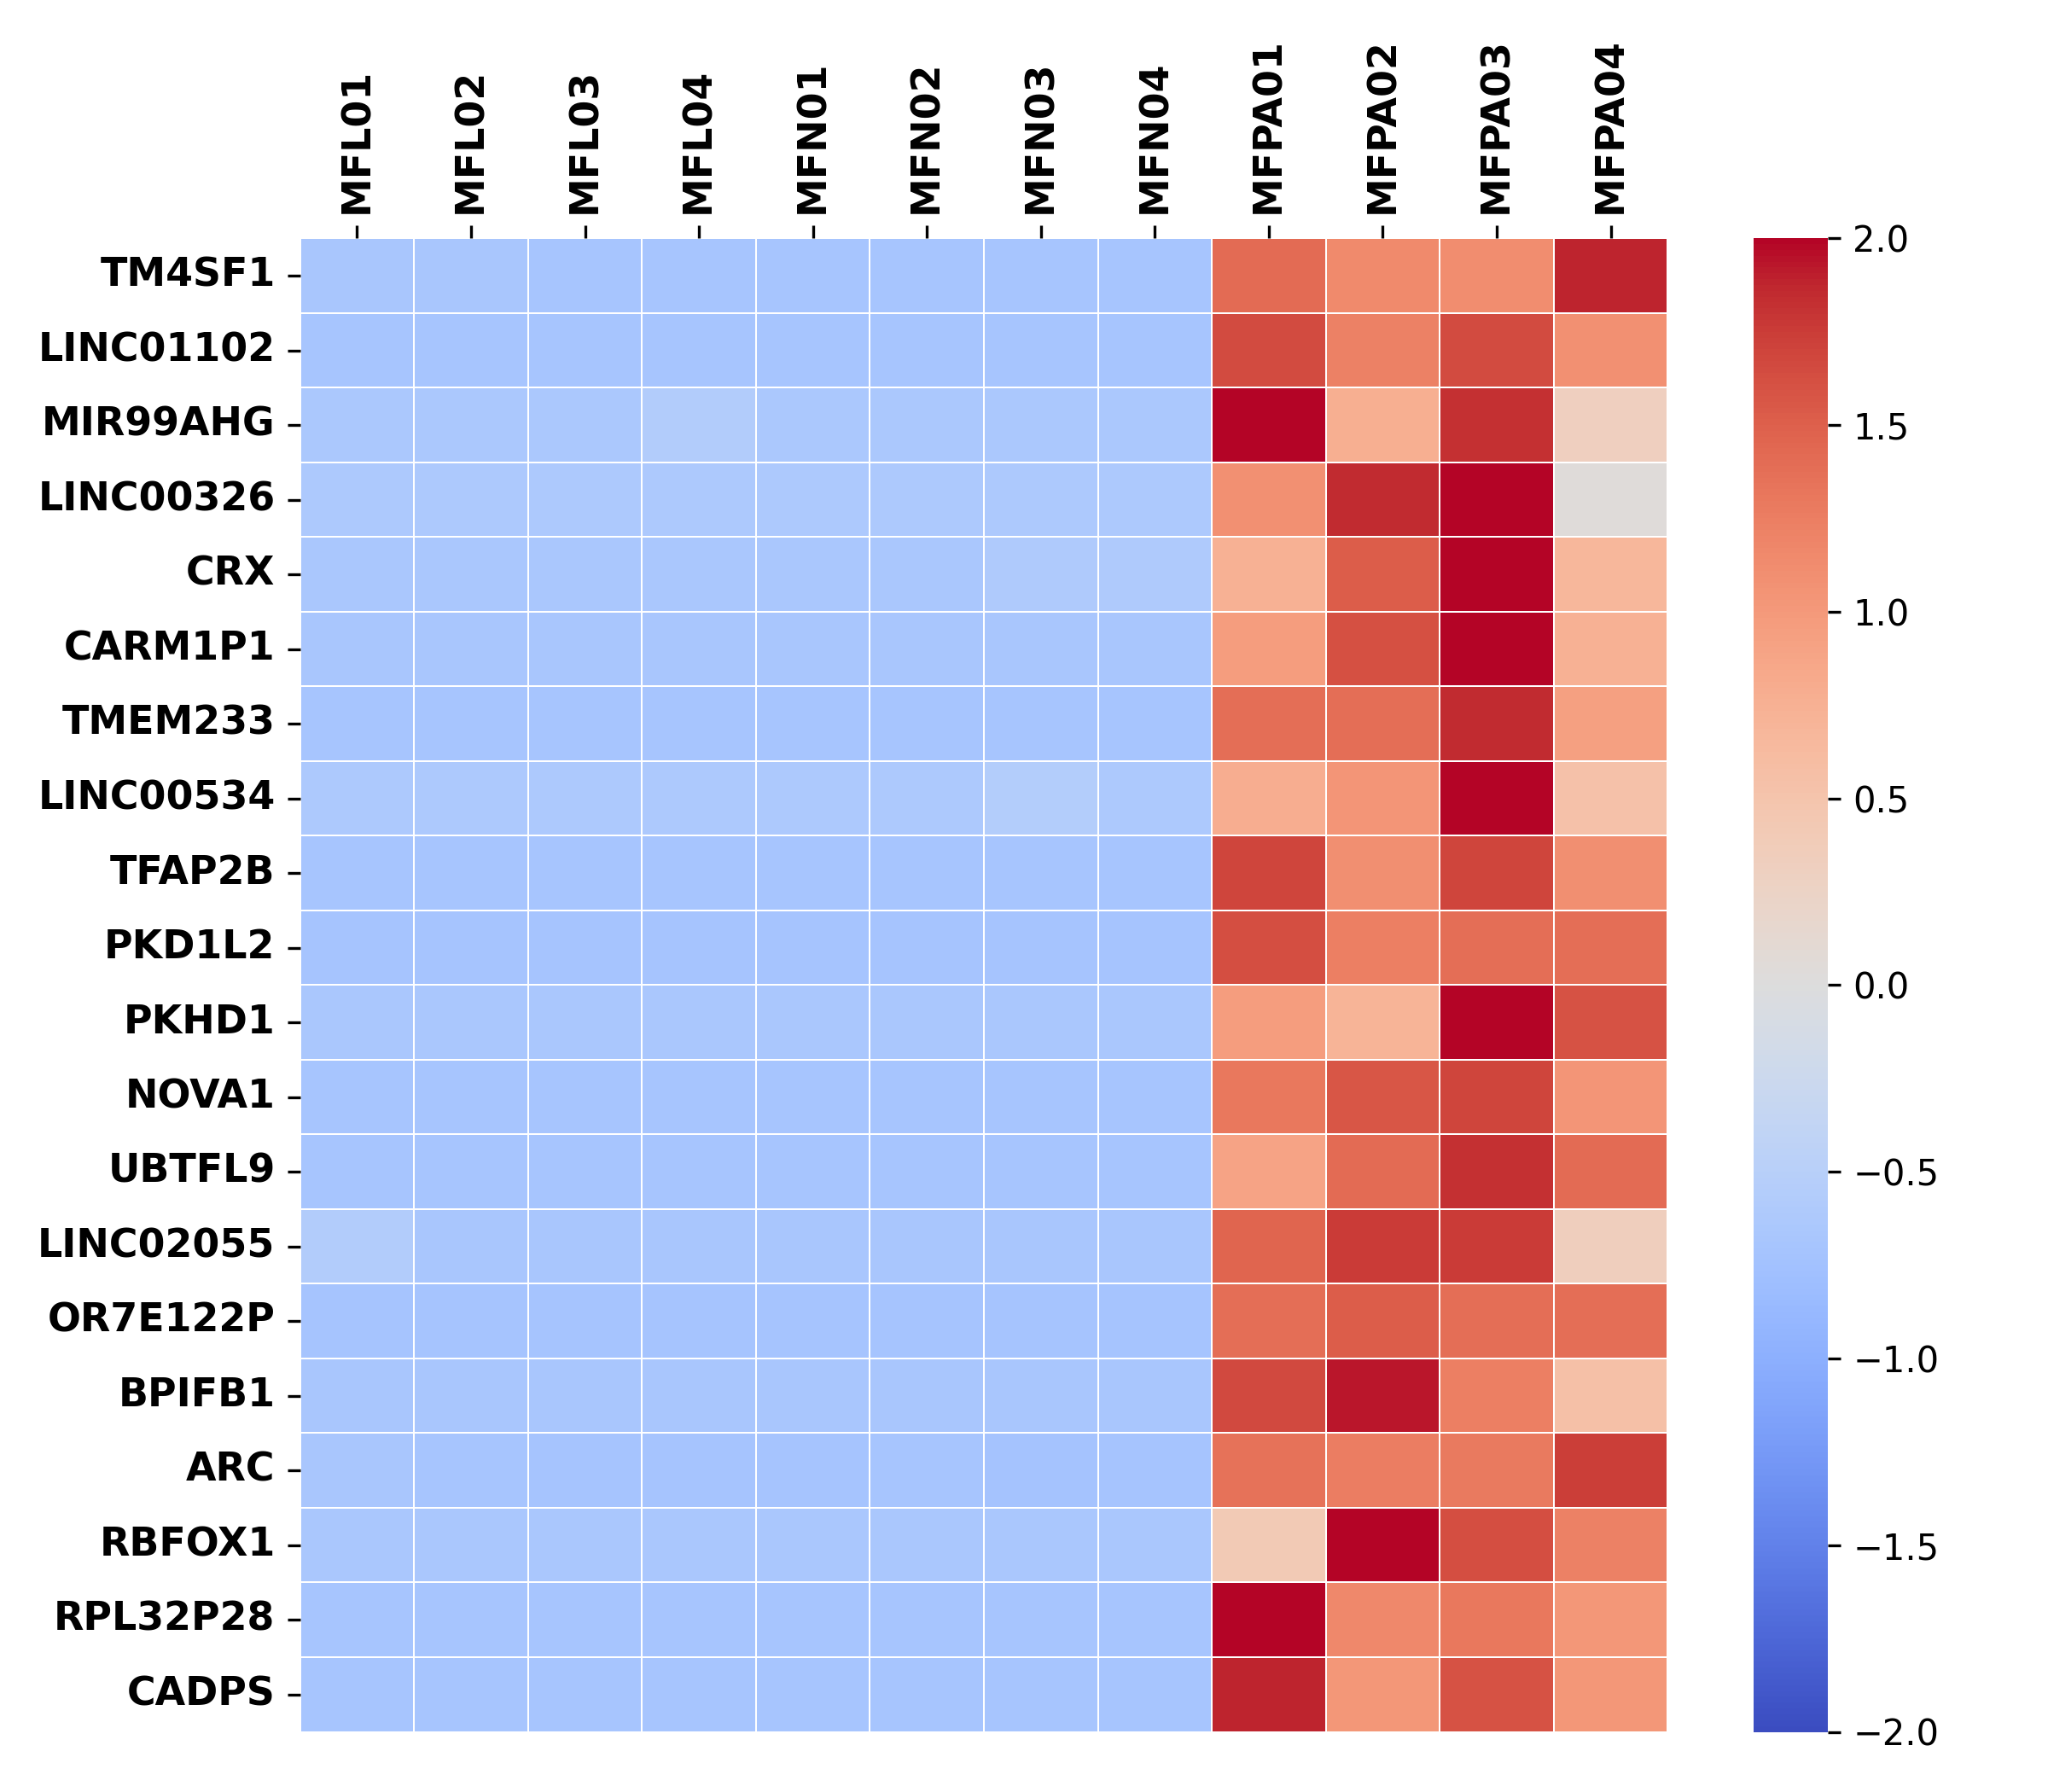 MFL01
MFL02
MFL03
MFL04
MFN01
MFN02
MFN03
MFN04
MFPA01
MFPA02
MFPA03
MFPA04
TM4SF1
LINC01102
MIR99AHG
LINC00326
CRX
CARM1P1
TMEM233
LINC00534
TFAP2B
PKD1L2
PKHD1
NOVA1
UBTFL9
LINC02055
OR7E122P
BPIFB1
ARC
RBFOX1
RPL32P28
CADPS
2.0
1.5
1.0
0.5
0.0
−0.5
−1.0
−1.5
−2.0